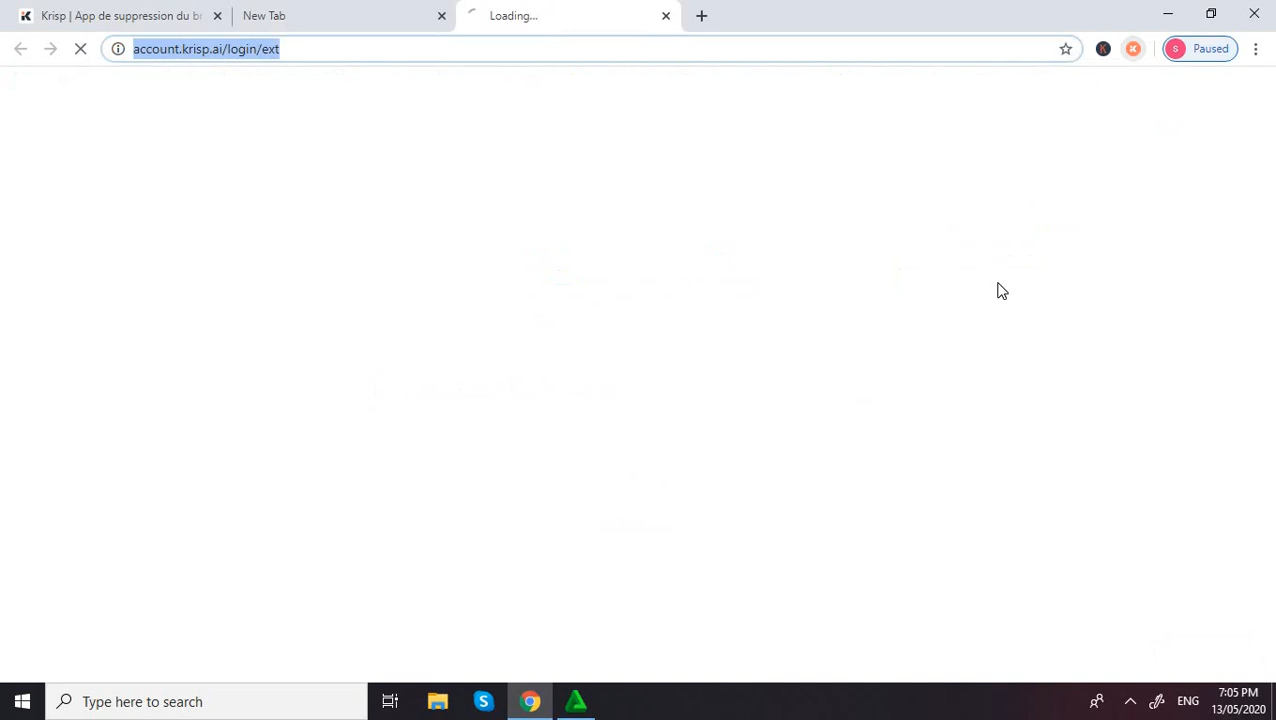 Krisp | App de suppression du br
New Tab
Loading...
account.krisp.ai/login/ext
K
S
Paused
Type here to search
S
ENG
7:05 PM
13/05/2020